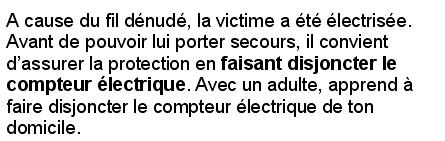 A cause du fil dénudé, la victime a été électrisée.
Avant de pouvoir lui porter secours, il convient
d'assurer la protection en faisant disjoncter le
compteur électrique. Avec un adulte, apprend à
faire disjoncter le compteur électrique de ton
domicile.